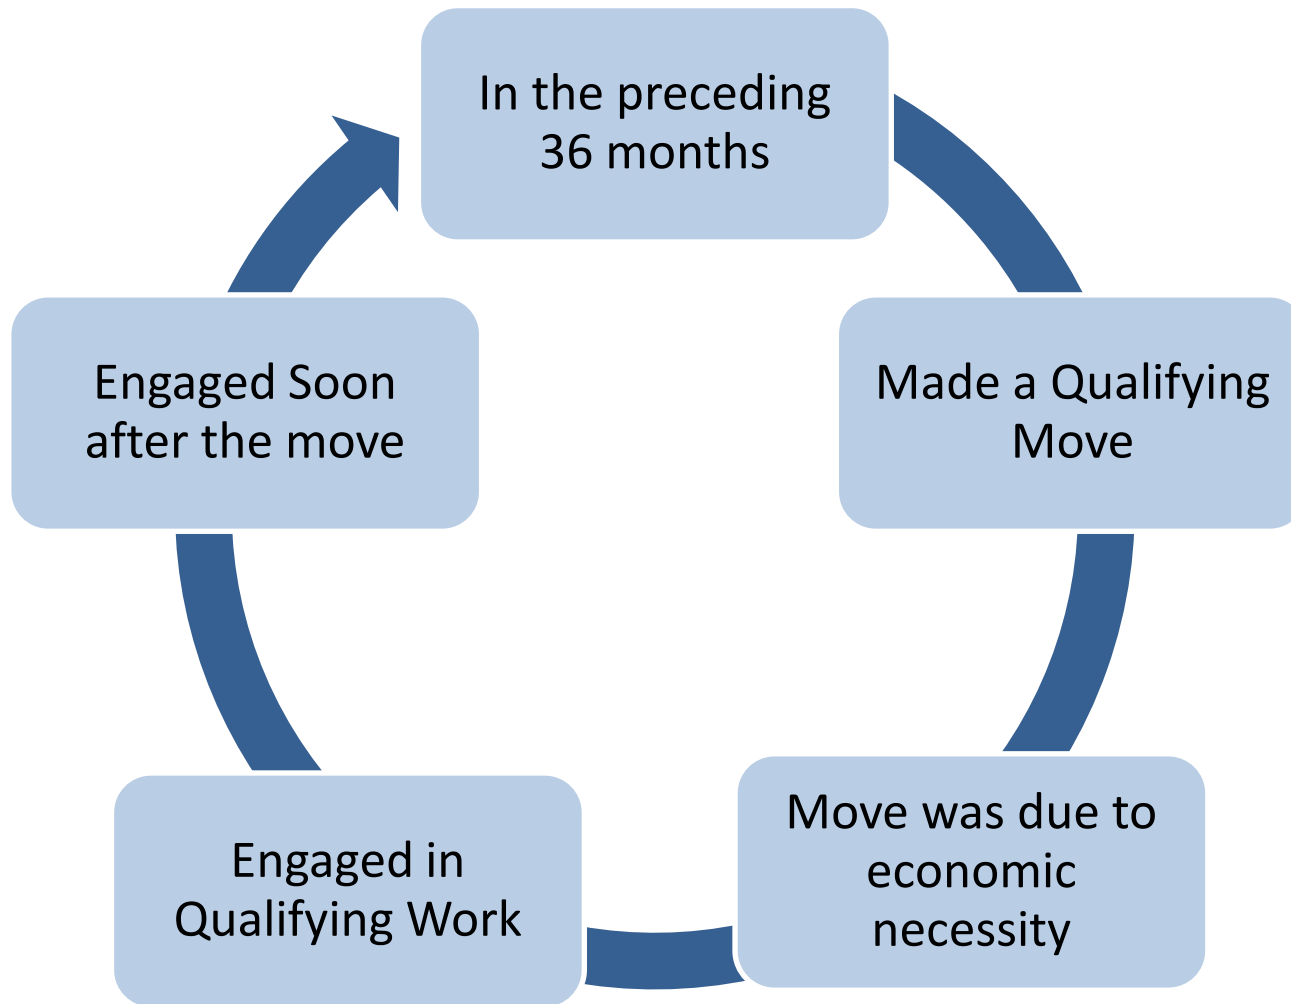 In the preceding
36 months
Made a Qualifying
Move
Move was due to
economic
necessity
Engaged in
Qualifying Work
Engaged Soon
after the move